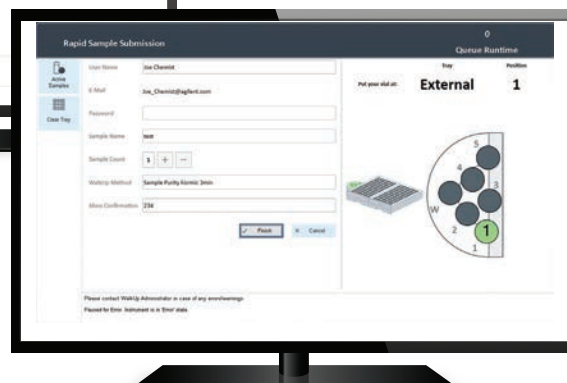 Rapid Sample Submission
0
Queue Runtime
Active Samples
Clear Tray
User Name Joe Chemist
E-Mail Joe_Chemist@agilent.com
Password
Sample Name
Sample Count 1 + -
WalkUp Method Sample Purity formic 3min
Mass Confirmation 234
Finish Cancel
Tray Position
Put your vial at: External 1
5
4
3
W
2
1
1
Please contact WalkUp Administrator in case of any errors/warnings
Paused for Error. Instrument is in 'Error' state.